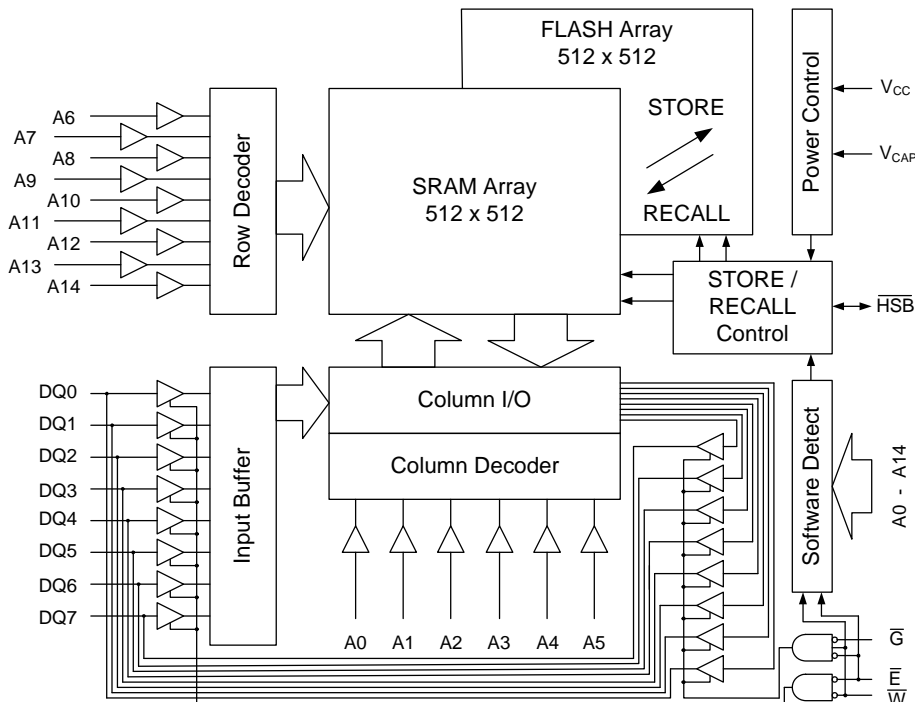 FLASH Array
512 x 512
STORE
RECALL
SRAM Array
512 x 512
Power Control
VCC
VCAP
A6
A7
A8
A9
A10
A11
A12
A13
A14
Row Decoder
STORE /
RECALL
Control
HSB
DQ0
DQ1
DQ2
DQ3
DQ4
DQ5
DQ6
DQ7
Input Buffer
Column I/O
Column Decoder
A0
A1
A2
A3
A4
A5
Software Detect
A0 - A14
G
E
W